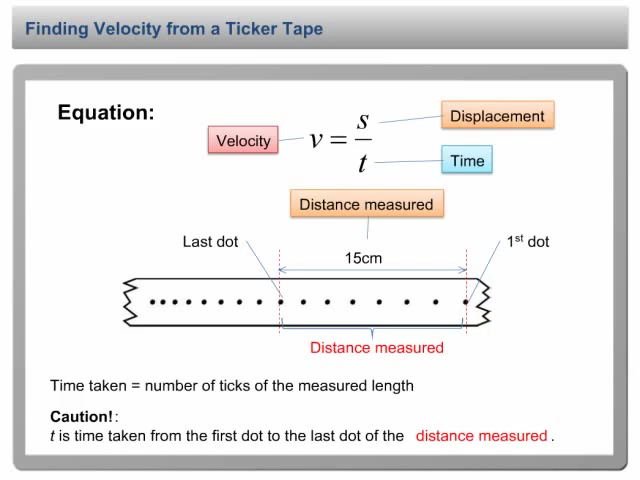 Finding Velocity from a Ticker Tape
Equation:
Velocity
v = s/t
Displacement
Time
Distance measured
Last dot
15cm
1st dot
Distance measured
Time taken = number of ticks of the measured length
Caution!:
t is time taken from the first dot to the last dot of the distance measured.